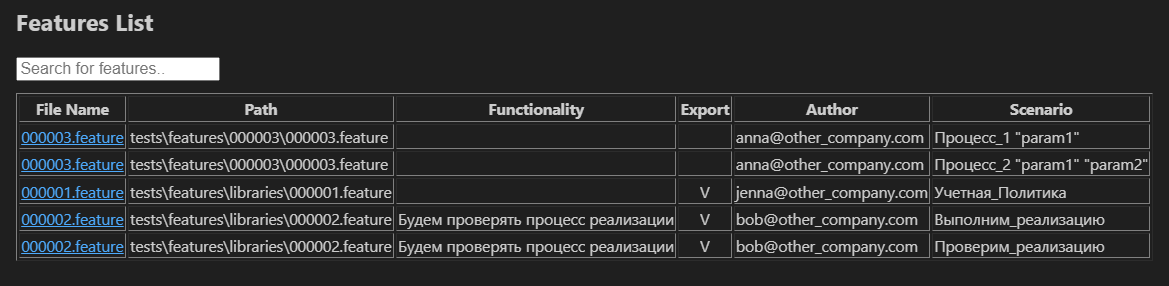 Features List
Search for features..
File Name Path Functionality Export Author Scenario
000003.feature tests\features\000003\000003.feature anna@other_company.com Процесс_1 "param1"
000003.feature tests\features\000003\000003.feature anna@other_company.com Процесс_2 "param1" "param2"
000001.feature tests\features\libraries\000001.feature V jenna@other_company.com Учетная_Политика
000002.feature tests\features\libraries\000002.feature Будем проверять процесс реализации V bob@other_company.com Выполним_реализацию
000002.feature tests\features\libraries\000002.feature Будем проверять процесс реализации V bob@other_company.com Проверим_реализацию